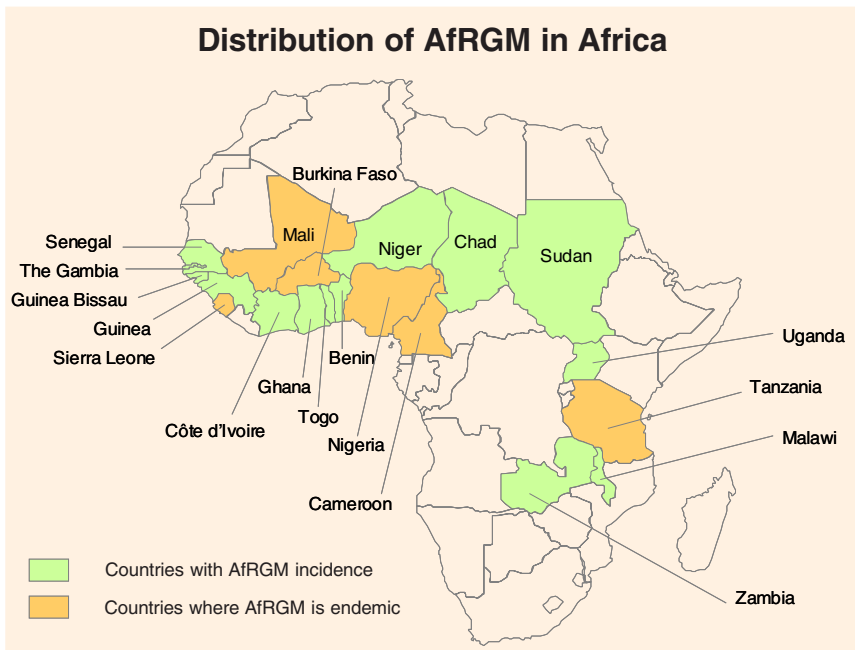 Distribution of AfRGM in Africa
Burkina Faso
Mali
Niger
Chad
Sudan
Senegal
The Gambia
Guinea Bissau
Guinea
Sierra Leone
Benin
Ghana
Togo
Côte d'Ivoire
Nigeria
Cameroon
Uganda
Tanzania
Malawi
Zambia
Countries with AfRGM incidence
Countries where AfRGM is endemic